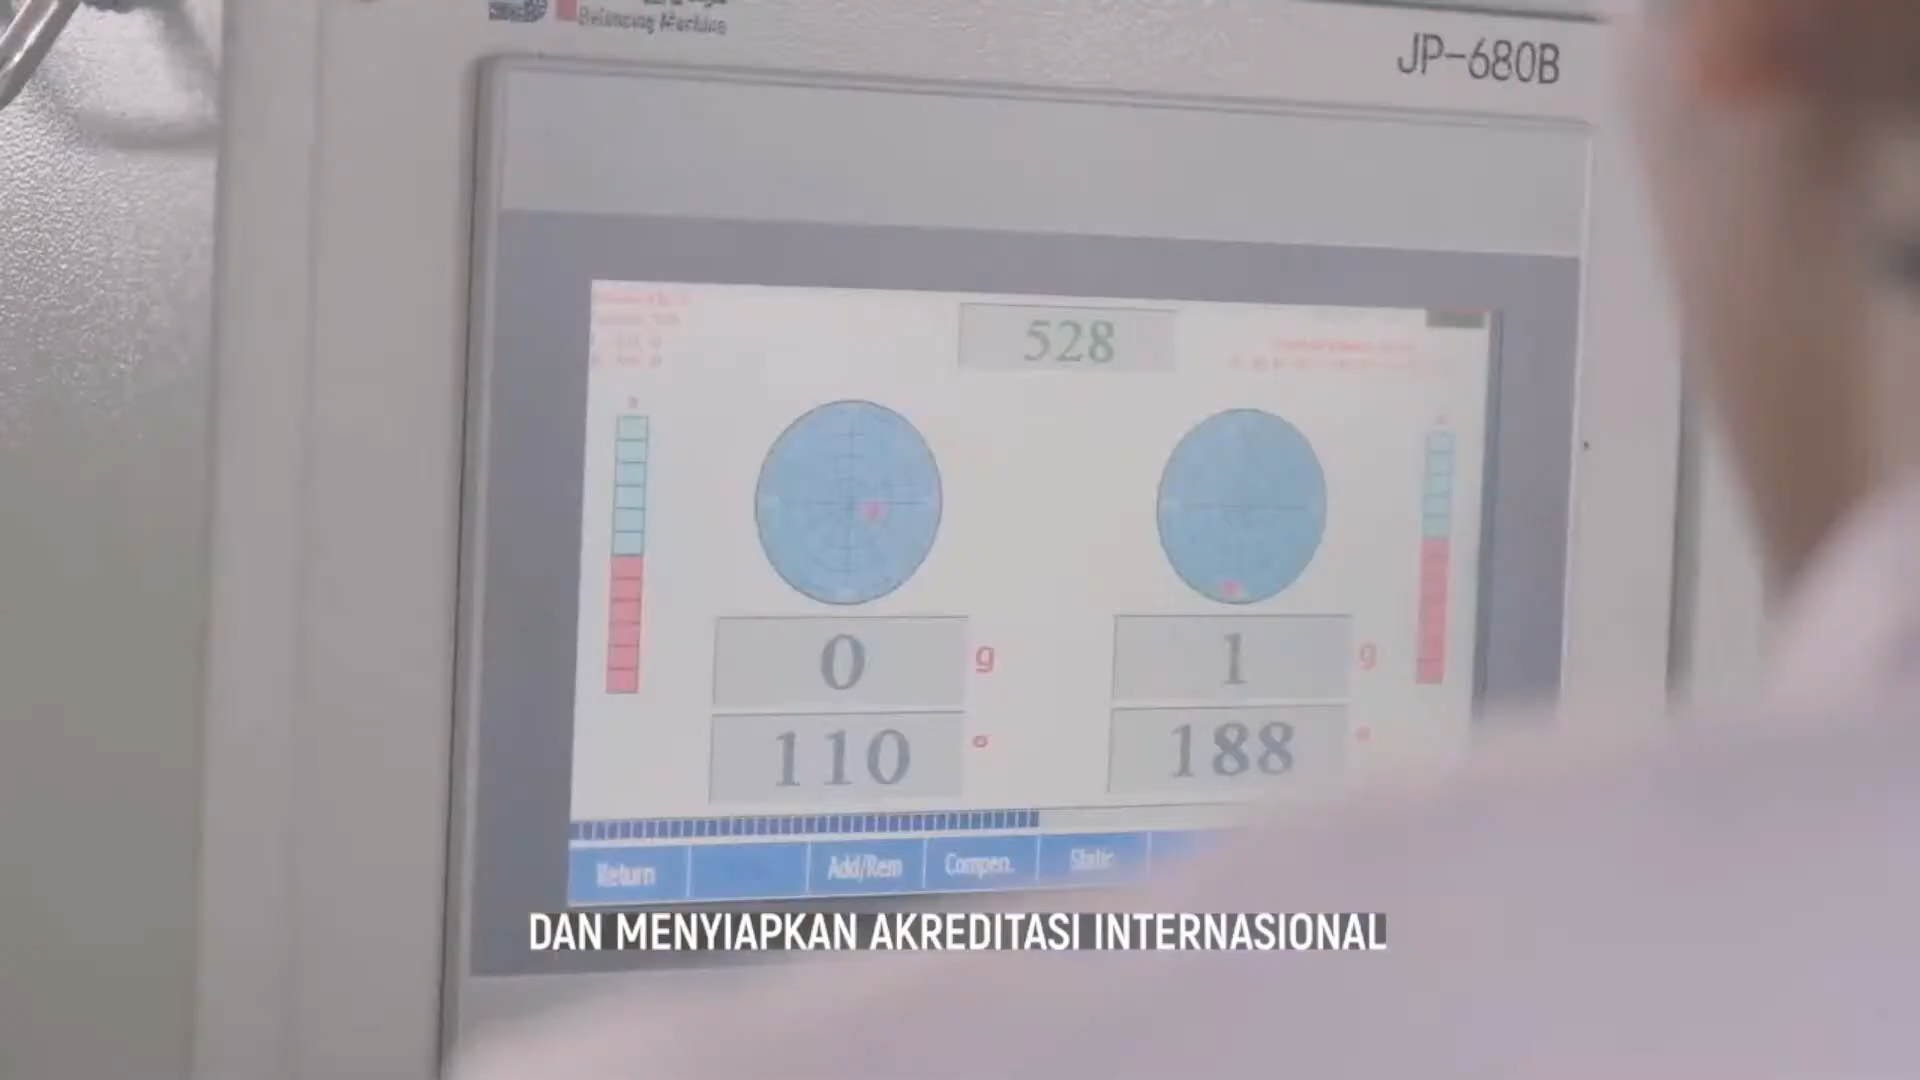 Balancing Machine
JP-680B
528
0 g
1 g
110 °
188 °
Return
Add/Rem
Compen.
Static
DAN MENYIAPKAN AKREDITASI INTERNASIONAL